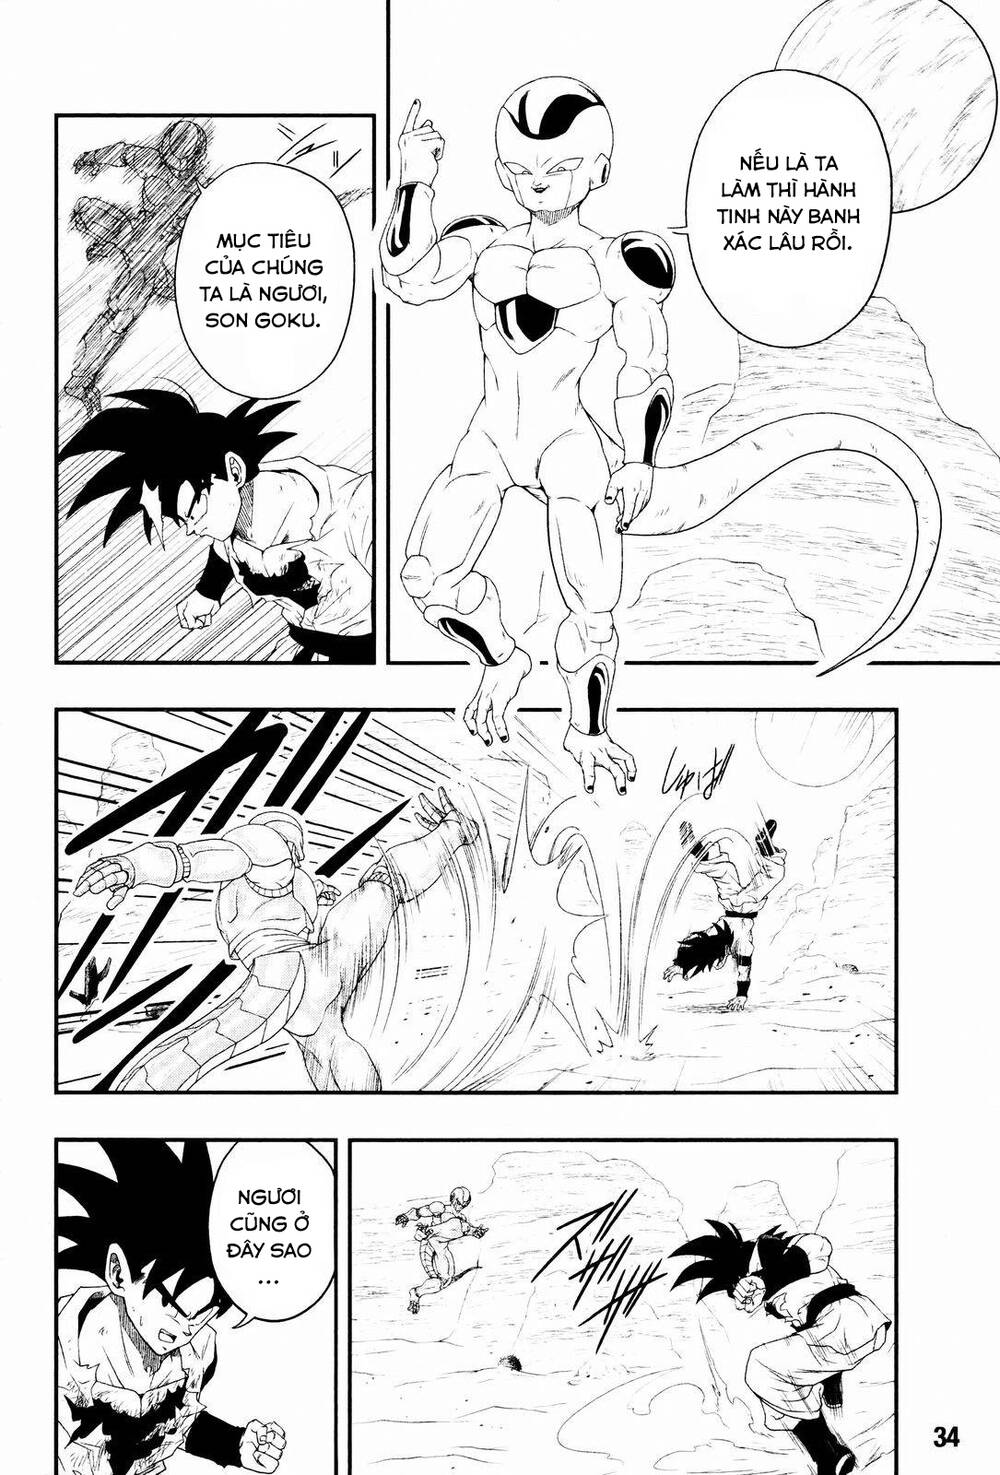 NẾU LÀ TA
LÀM THÌ HÀNH
TINH NÀY BANH
XÁC LÂU RỒI.
MỤC TIÊU
CỦA CHÚNG
TA LÀ NGƯƠI,
SON GOKU.
NGƯƠI
CŨNG Ở
ĐÂY SAO
...
34